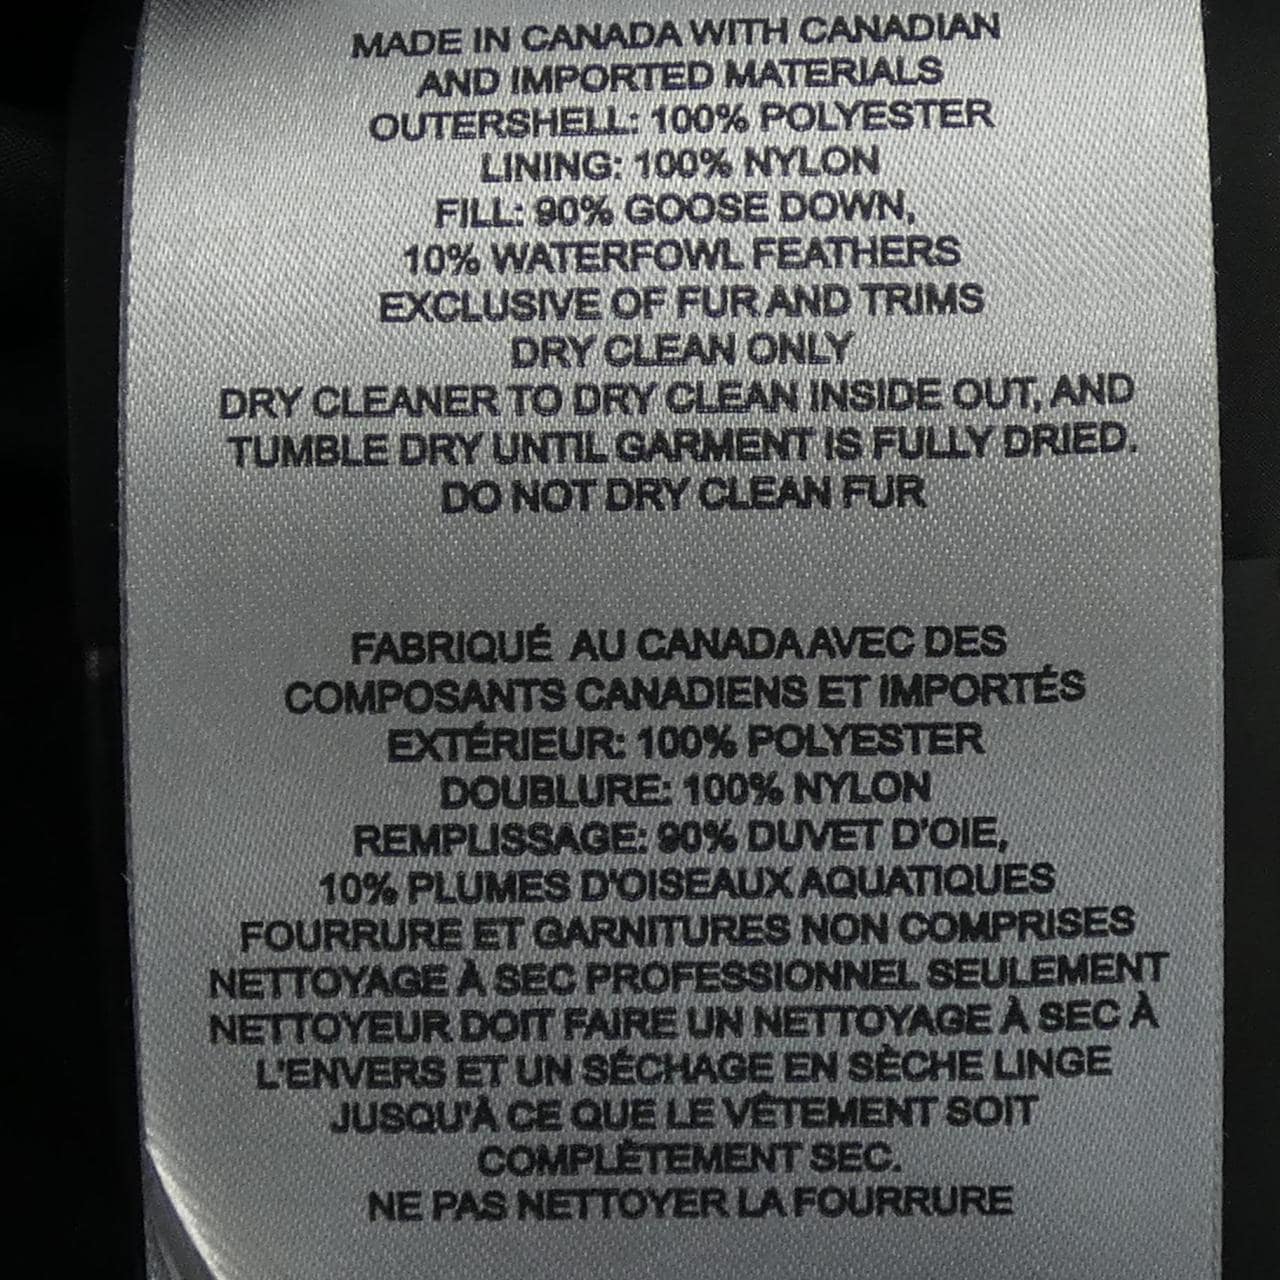 MADE IN CANADA WITH CANADIAN
AND IMPORTED MATERIALS
OUTERSHELL: 100% POLYESTER
LINING: 100% NYLON
FILL: 90% GOOSE DOWN,
10% WATERFOWL FEATHERS
EXCLUSIVE OF FUR AND TRIMS
DRY CLEAN ONLY
DRY CLEANER TO DRY CLEAN INSIDE OUT, AND
TUMBLE DRY UNTIL GARMENT IS FULLY DRIED.
DO NOT DRY CLEAN FUR
FABRIQUÉ AU CANADA AVEC DES
COMPOSANTS CANADIENS ET IMPORTÉS
EXTÉRIEUR: 100% POLYESTER
DOUBLURE: 100% NYLON
REMPLISSAGE: 90% DUVET D'OIE,
10% PLUMES D'OISEAUX AQUATIQUES
FOURRURE ET GARNITURES NON COMPRISES
NETTOYAGE À SEC PROFESSIONNEL SEULEMENT
NETTOYEUR DOIT FAIRE UN NETTOYAGE À SEC À
L'ENVERS ET UN SÉCHAGE EN SÈCHE LINGE
JUSQU'À CE QUE LE VÊTEMENT SOIT
COMPLÈTEMENT SEC.
NE PAS NETTOYER LA FOURRURE